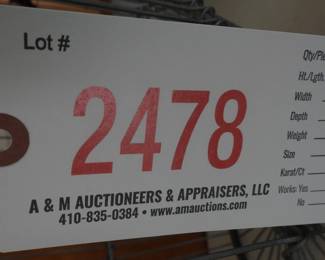 Lot #
2478
A & M AUCTIONEERS & APPRAISERS, LLC
410-835-0384 • www.amauctions.com
Qty/Pie
Ht./Lgth.
Width
Depth
Weight
Size
Karat/Ct
Works: Yes
No